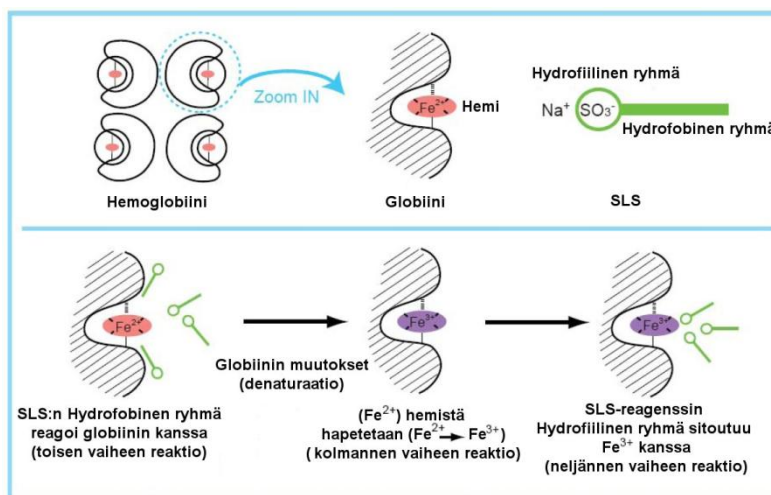 Zoom IN
Fe2+
Hemi
Hydrofiilinen ryhmä
Na+ SO3-
Hydrofobinen ryhmä
Hemoglobiini
Globiini
SLS
Fe2+
Fe3+
Fe3+
Globiinin muutokset
(denaturaatio)
SLS:n Hydrofobinen ryhmä
reagoi globiinin kanssa
(toisen vaiheen reaktio)
(Fe2+) hemistä
hapetetaan (Fe2+ → Fe3+)
( kolmannen vaiheen reaktio)
SLS-reagenssin
Hydrofiilinen ryhmä sitoutuu
Fe3+ kanssa
(neljännen vaiheen reaktio)